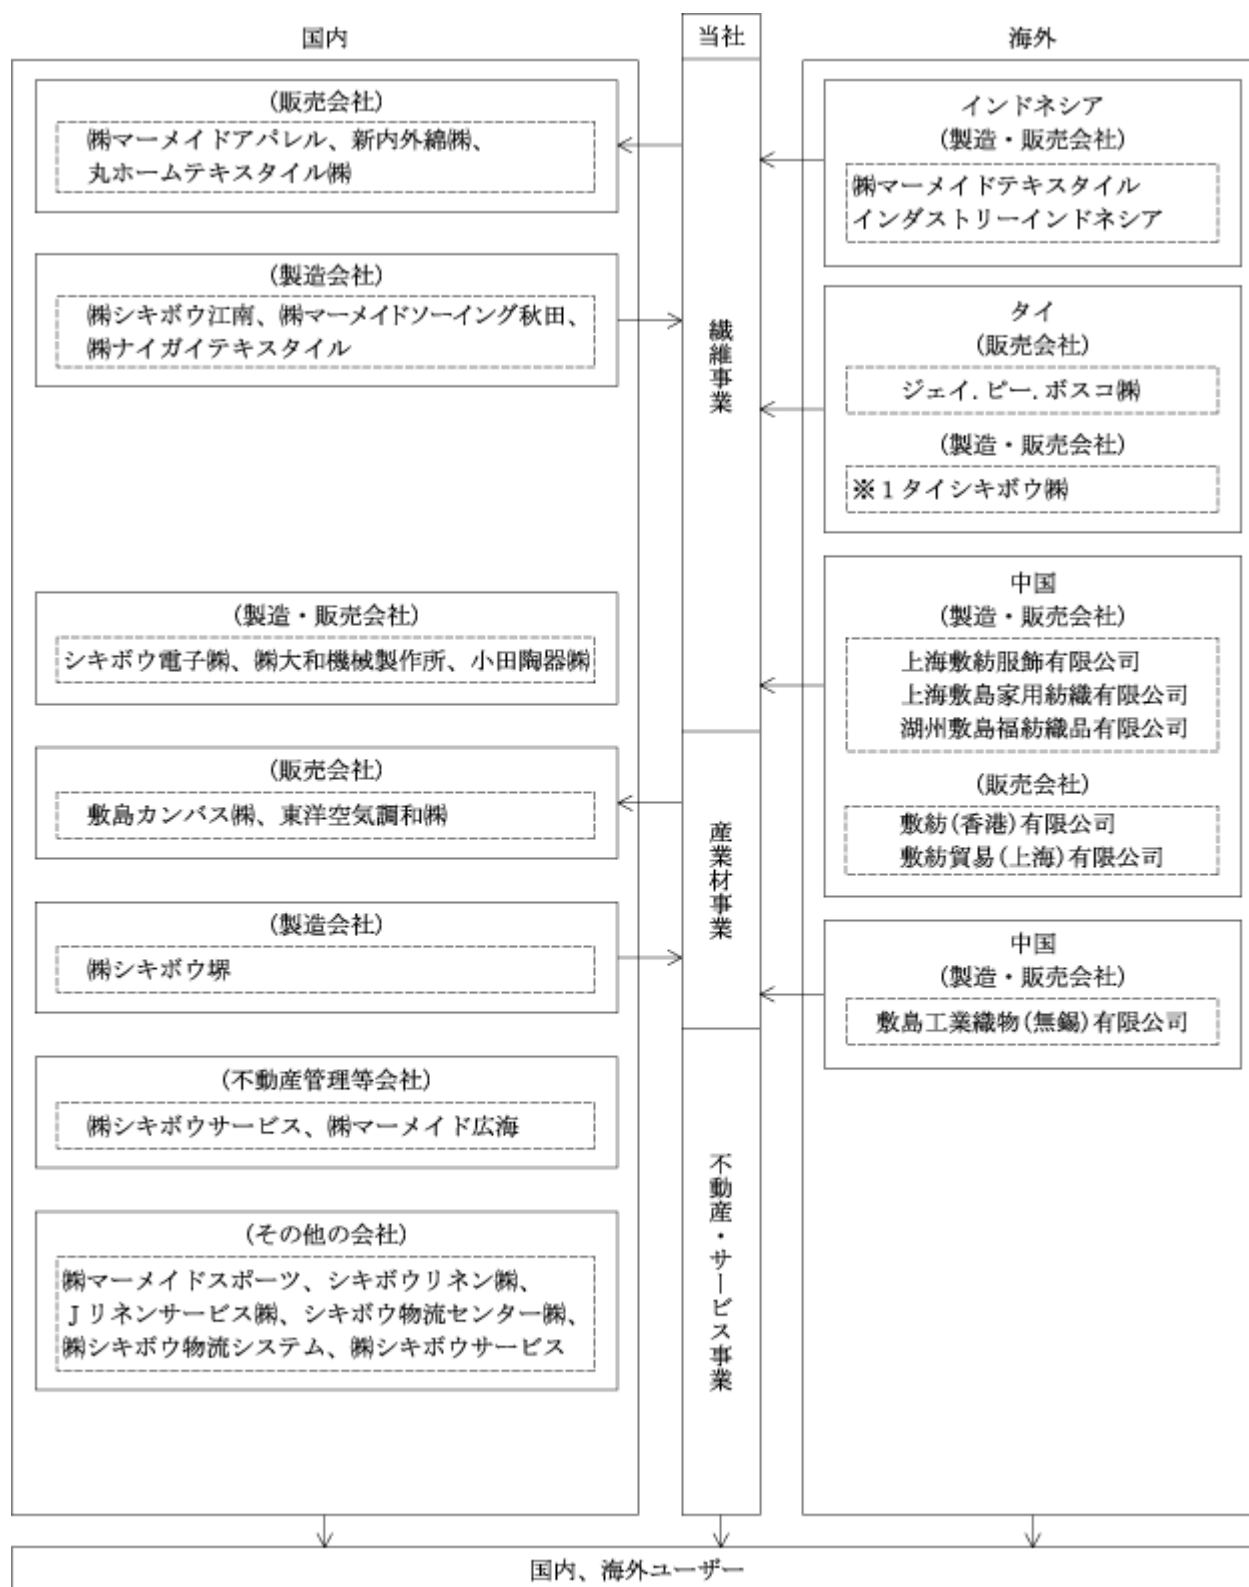 国内
(販売会社)
㈱マーメイドアパレル、新内外綿㈱、
丸ホームテキスタイル㈱
(製造会社)
㈱シキボウ江南、㈱マーメイドソーイング秋田、
㈱ナイガイテキスタイル
(製造・販売会社)
シキボウ電子㈱、㈱大和機械製作所、小田陶器㈱
(販売会社)
敷島カンバス㈱、東洋空気調和㈱
(製造会社)
㈱シキボウ堺
(不動産管理等会社)
㈱シキボウサービス、㈱マーメイド広海
(その他の会社)
㈱マーメイドスポーツ、シキボウリネン㈱、
Ｊリネンサービス㈱、シキボウ物流センター㈱、
㈱シキボウ物流システム、㈱シキボウサービス
当社
繊維事業
産業材事業
不動産・サービス事業
海外
インドネシア
(製造・販売会社)
㈱マーメイドテキスタイル
インダストリーインドネシア
タイ
(販売会社)
ジェイ.ピー.ボスコ㈱
(製造・販売会社)
※１タイシキボウ㈱
中国
(製造・販売会社)
上海敷紡服飾有限公司
上海敷島家用紡織有限公司
湖州敷島福紡織品有限公司
(販売会社)
敷紡(香港)有限公司
敷紡貿易(上海)有限公司
中国
(製造・販売会社)
敷島工業織物(無錫)有限公司
国内、海外ユーザー